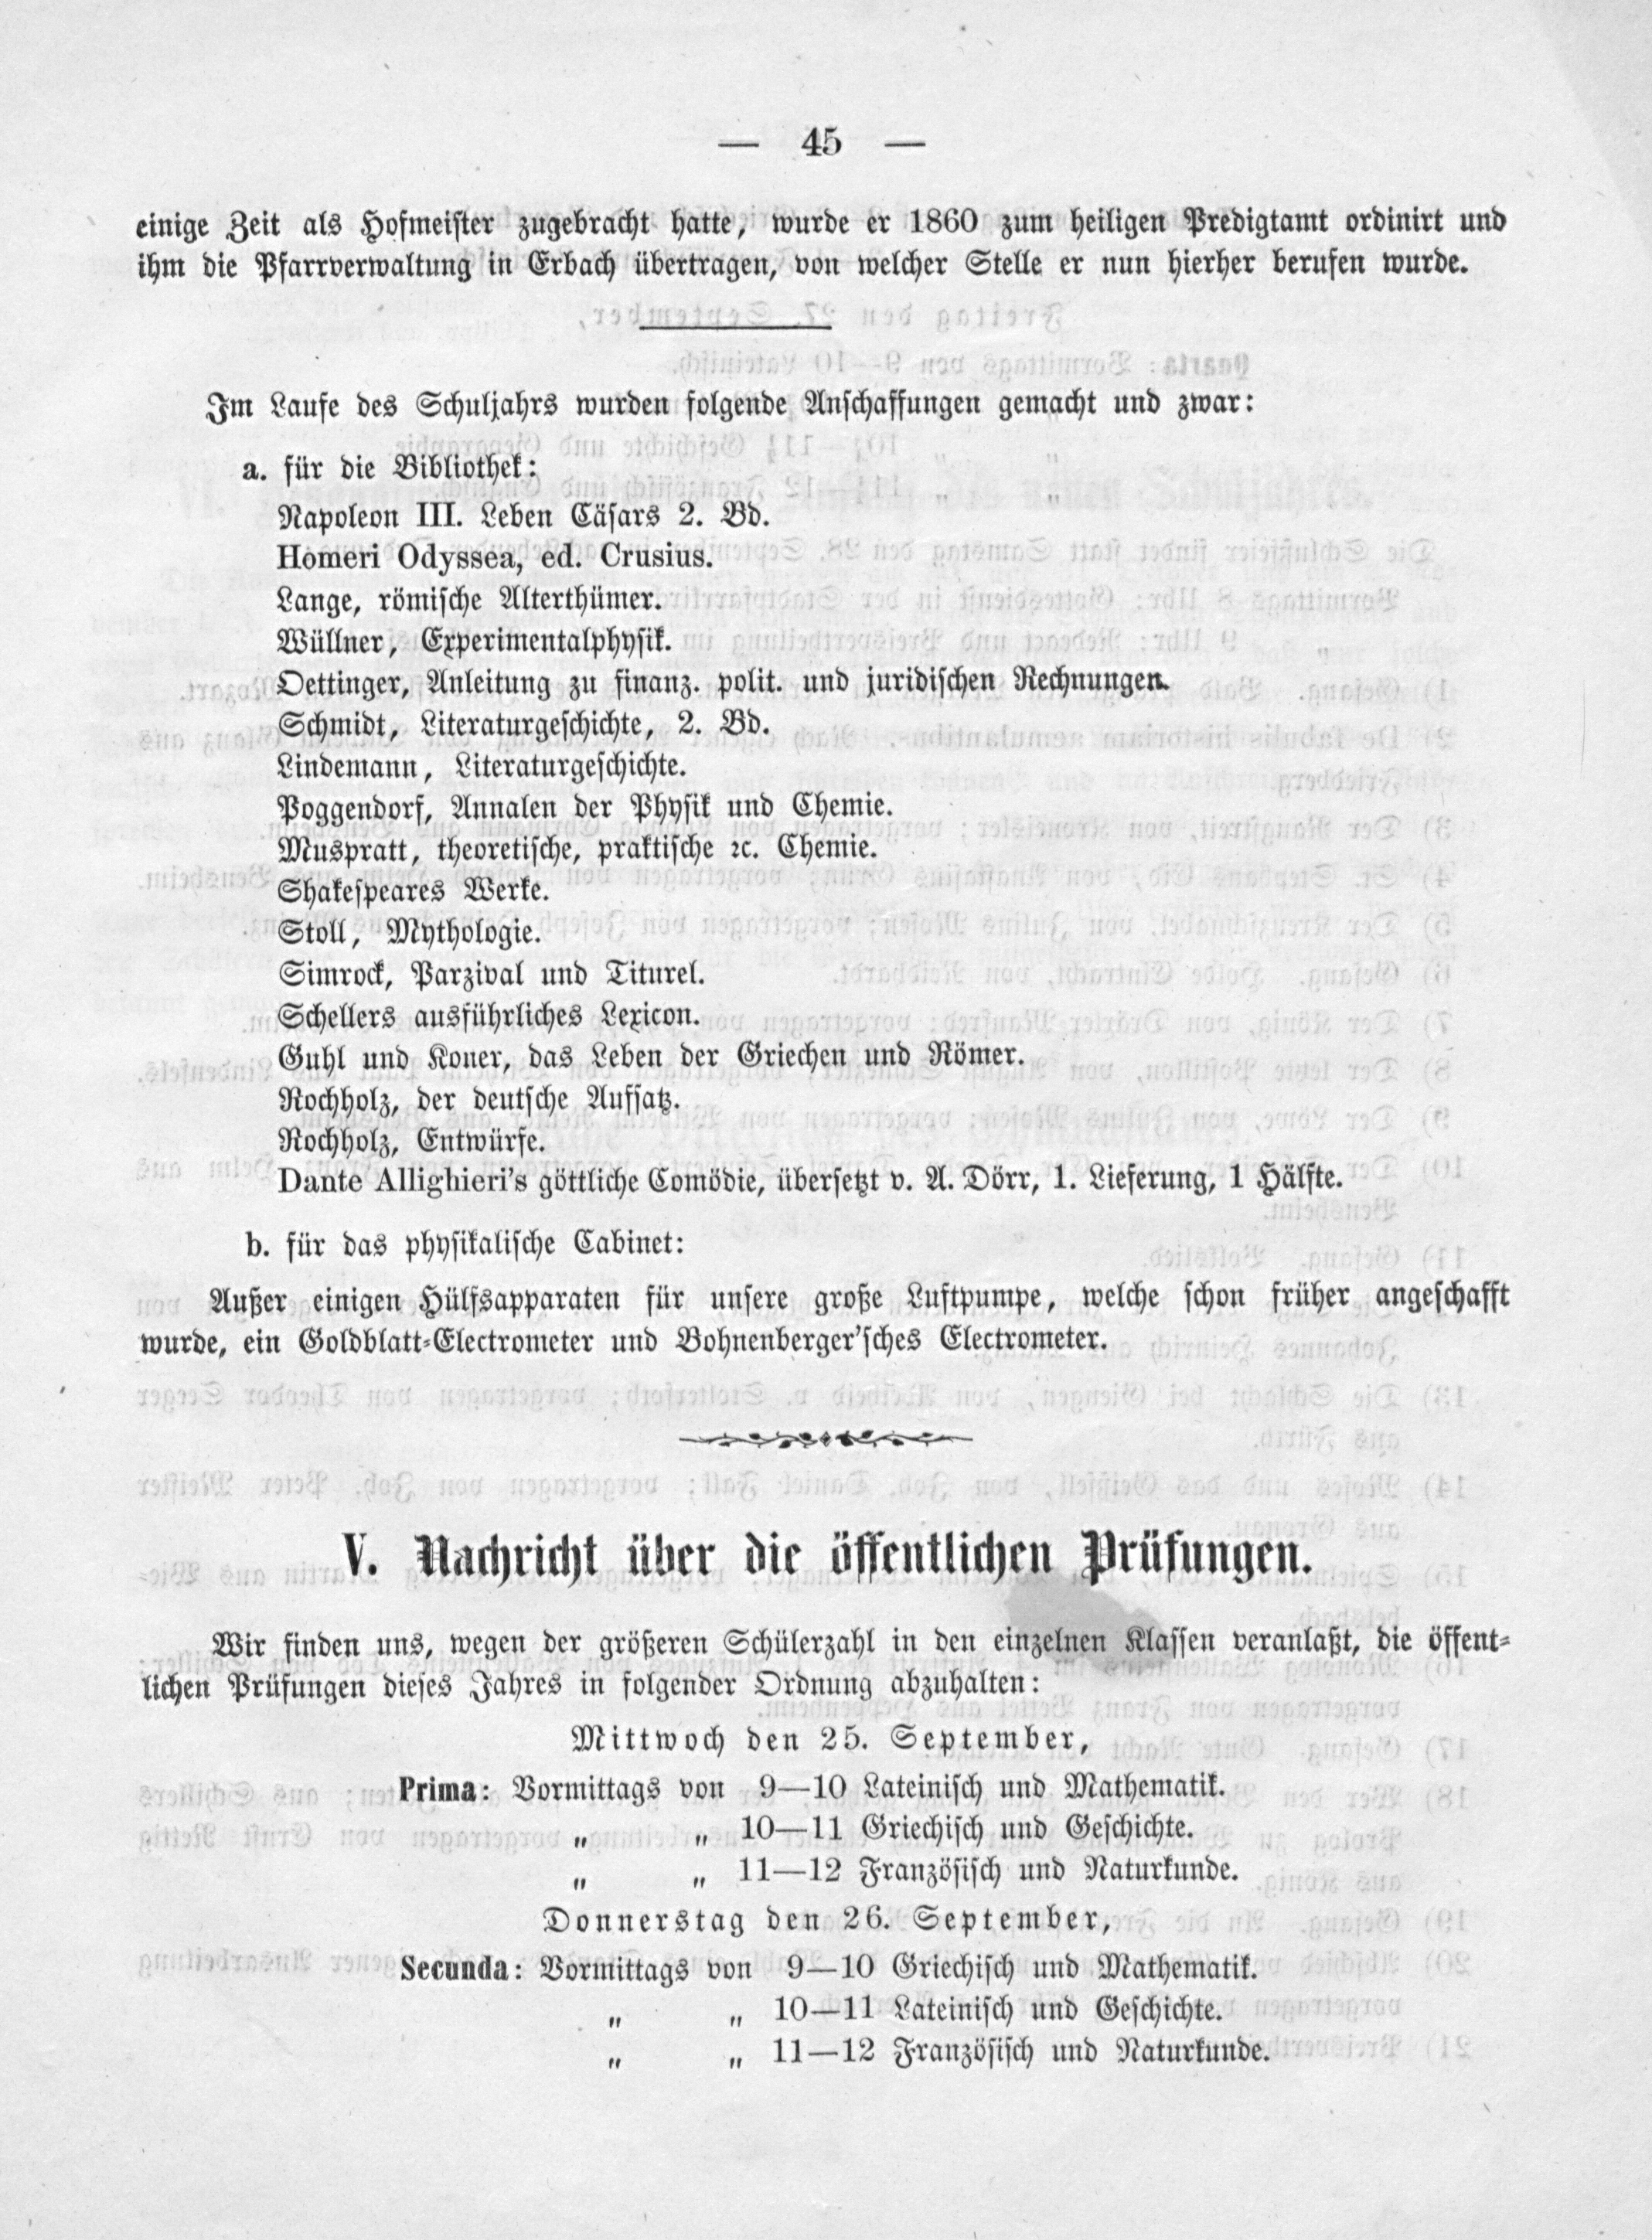 — 45 —
einige Zeit als Hofmeister zugebracht hatte, wurde er 1860 zum heiligen Predigtamt ordinirt und
ihm die Pfarrverwaltung in Erbach übertragen, von welcher Stelle er nun hierher berufen wurde.
Im Laufe des Schuljahrs wurden folgende Anschaffungen gemacht und zwar:
a. für die Bibliothek:
Napoleon III. Leben Cäsars 2. Bd.
Homeri Odyssea, ed. Crusius.
Lange, römische Alterthümer.
Wüllner, Experimentalphysik.
Oettinger, Anleitung zu finanz. polit. und juridischen Rechnungen.
Schmidt, Literaturgeschichte, 2. Bd.
Lindemann, Literaturgeschichte.
Poggendorf, Annalen der Physik und Chemie.
Muspratt, theoretische, praktische ꝛc. Chemie.
Shakespeares Werke.
Stoll, Mythologie.
Simrock, Parzival und Titurel.
Schellers ausführliches Lexicon.
Guhl und Koner, das Leben der Griechen und Römer.
Rochholz, der deutsche Aufsatz.
Rochholz, Entwürfe.
Dante Allighieri's göttliche Comödie, übersetzt v. A. Dörr, 1. Lieferung, 1 Hälfte.
b. für das physikalische Cabinet:
Außer einigen Hülfsapparaten für unsere große Luftpumpe, welche schon früher angeschafft
wurde, ein Goldblatt-Electrometer und Bohnenberger'sches Electrometer.
V. Nachricht über die öffentlichen Prüfungen.
Wir finden uns, wegen der größeren Schülerzahl in den einzelnen Klassen veranlaßt, die öffent-
lichen Prüfungen dieses Jahres in folgender Ordnung abzuhalten:
Mittwoch den 25. September,
Prima: Vormittags von 9—10 Lateinisch und Mathematik.
„ „ 10—11 Griechisch und Geschichte.
„ „ 11—12 Französisch und Naturkunde.
Donnerstag den 26. September,
Secunda: Vormittags von 9—10 Griechisch und Mathematik.
„ „ 10—11 Lateinisch und Geschichte.
„ „ 11—12 Französisch und Naturkunde.